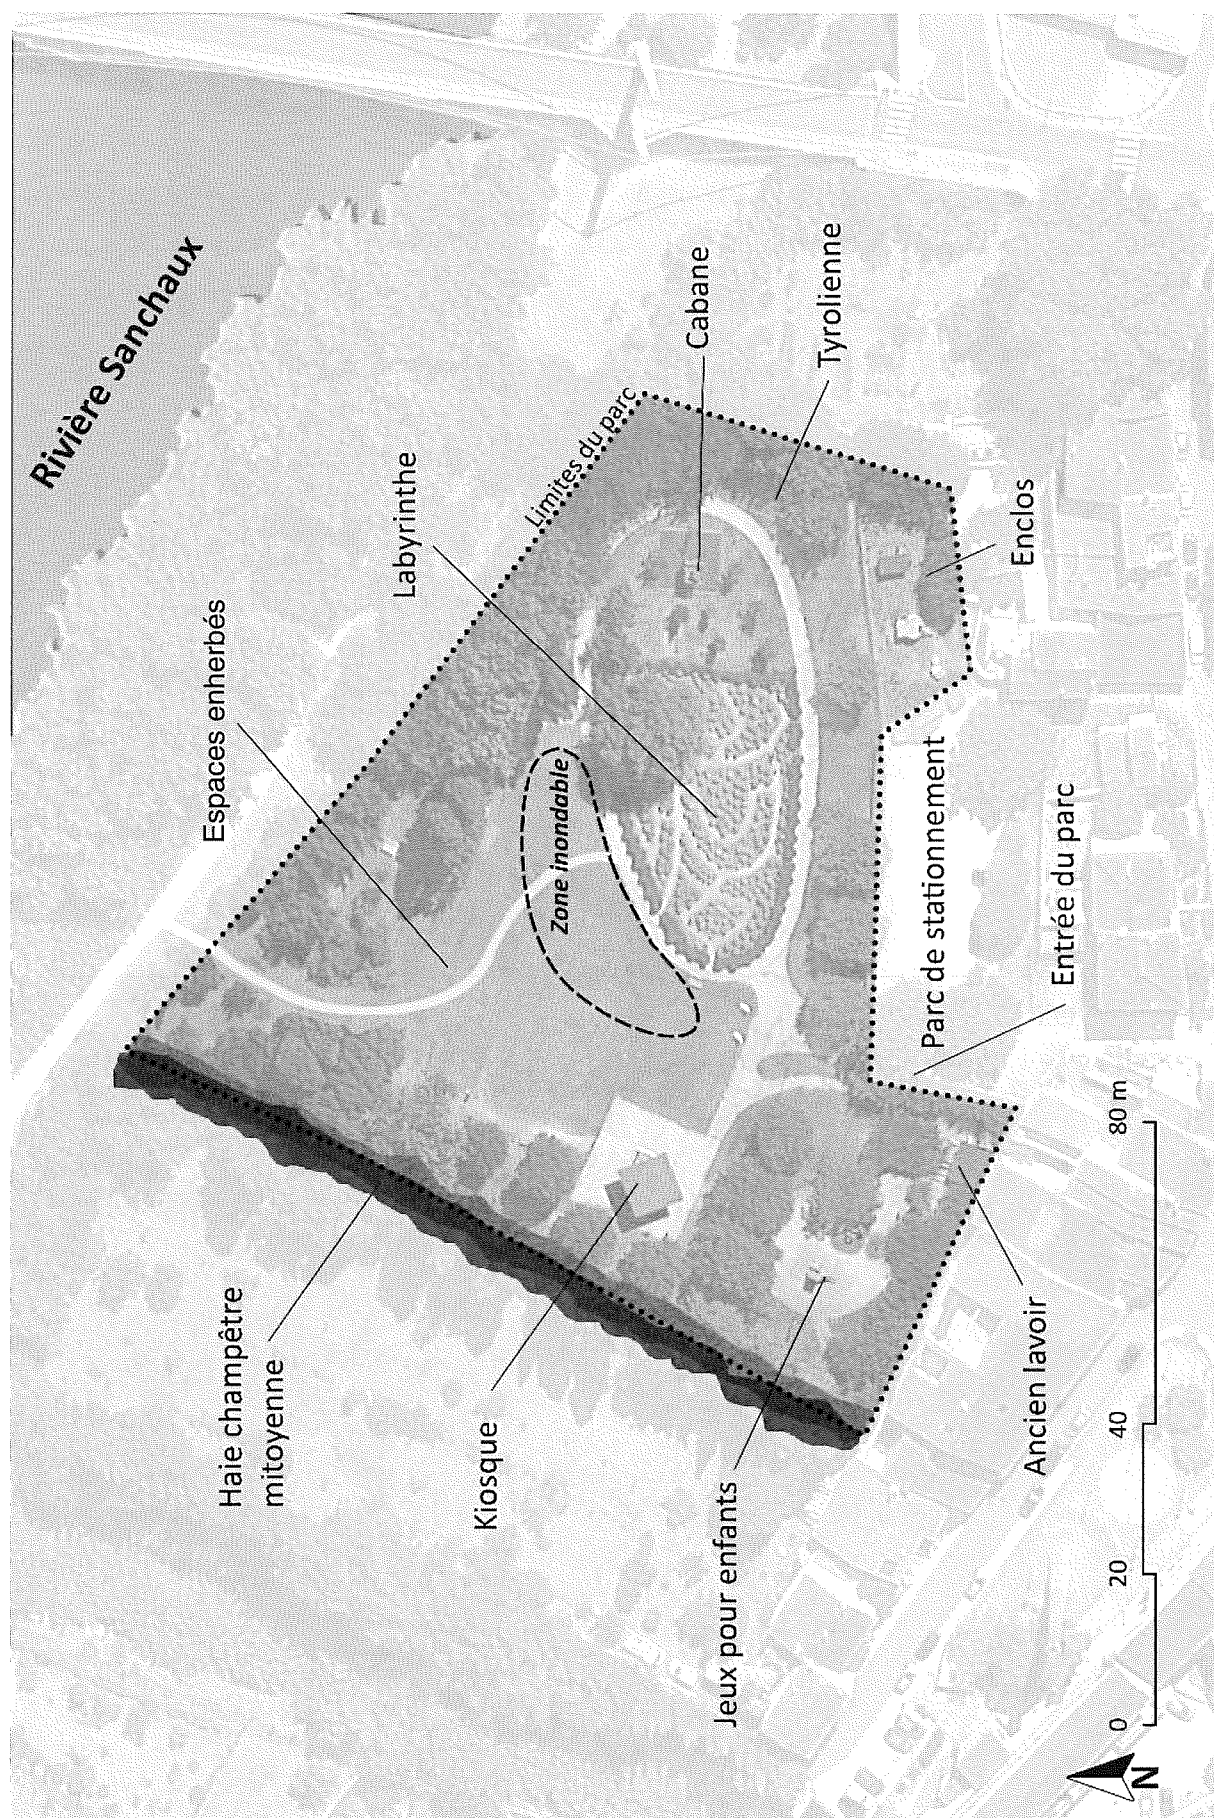 Rivière Sanchaux
Espaces enherbés
Labyrinthe
Limites du parc
Cabane
Tyrolienne
Haie champêtre
mitoyenne
Zone inondable
Kiosque
Enclos
Jeux pour enfants
Parc de stationnement
Entrée du parc
Ancien lavoir
N
0
20
40
80 m